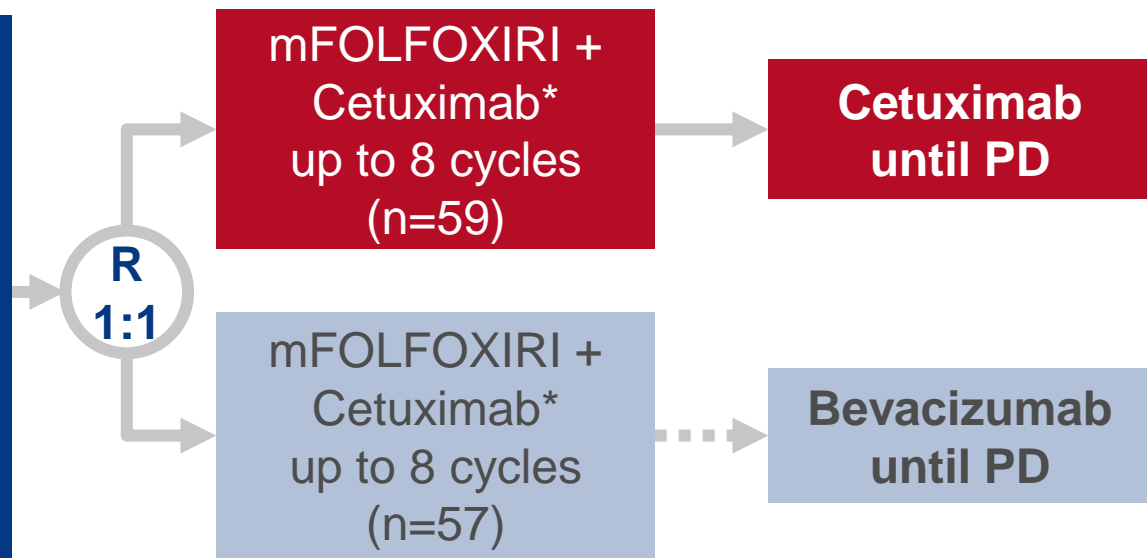 mFOLFOXIRI +
Cetuximab*
up to 8 cycles
(n=59)
Cetuximab
until PD
R
1:1
mFOLFOXIRI +
Cetuximab*
up to 8 cycles
(n=57)
Bevacizumab
until PD